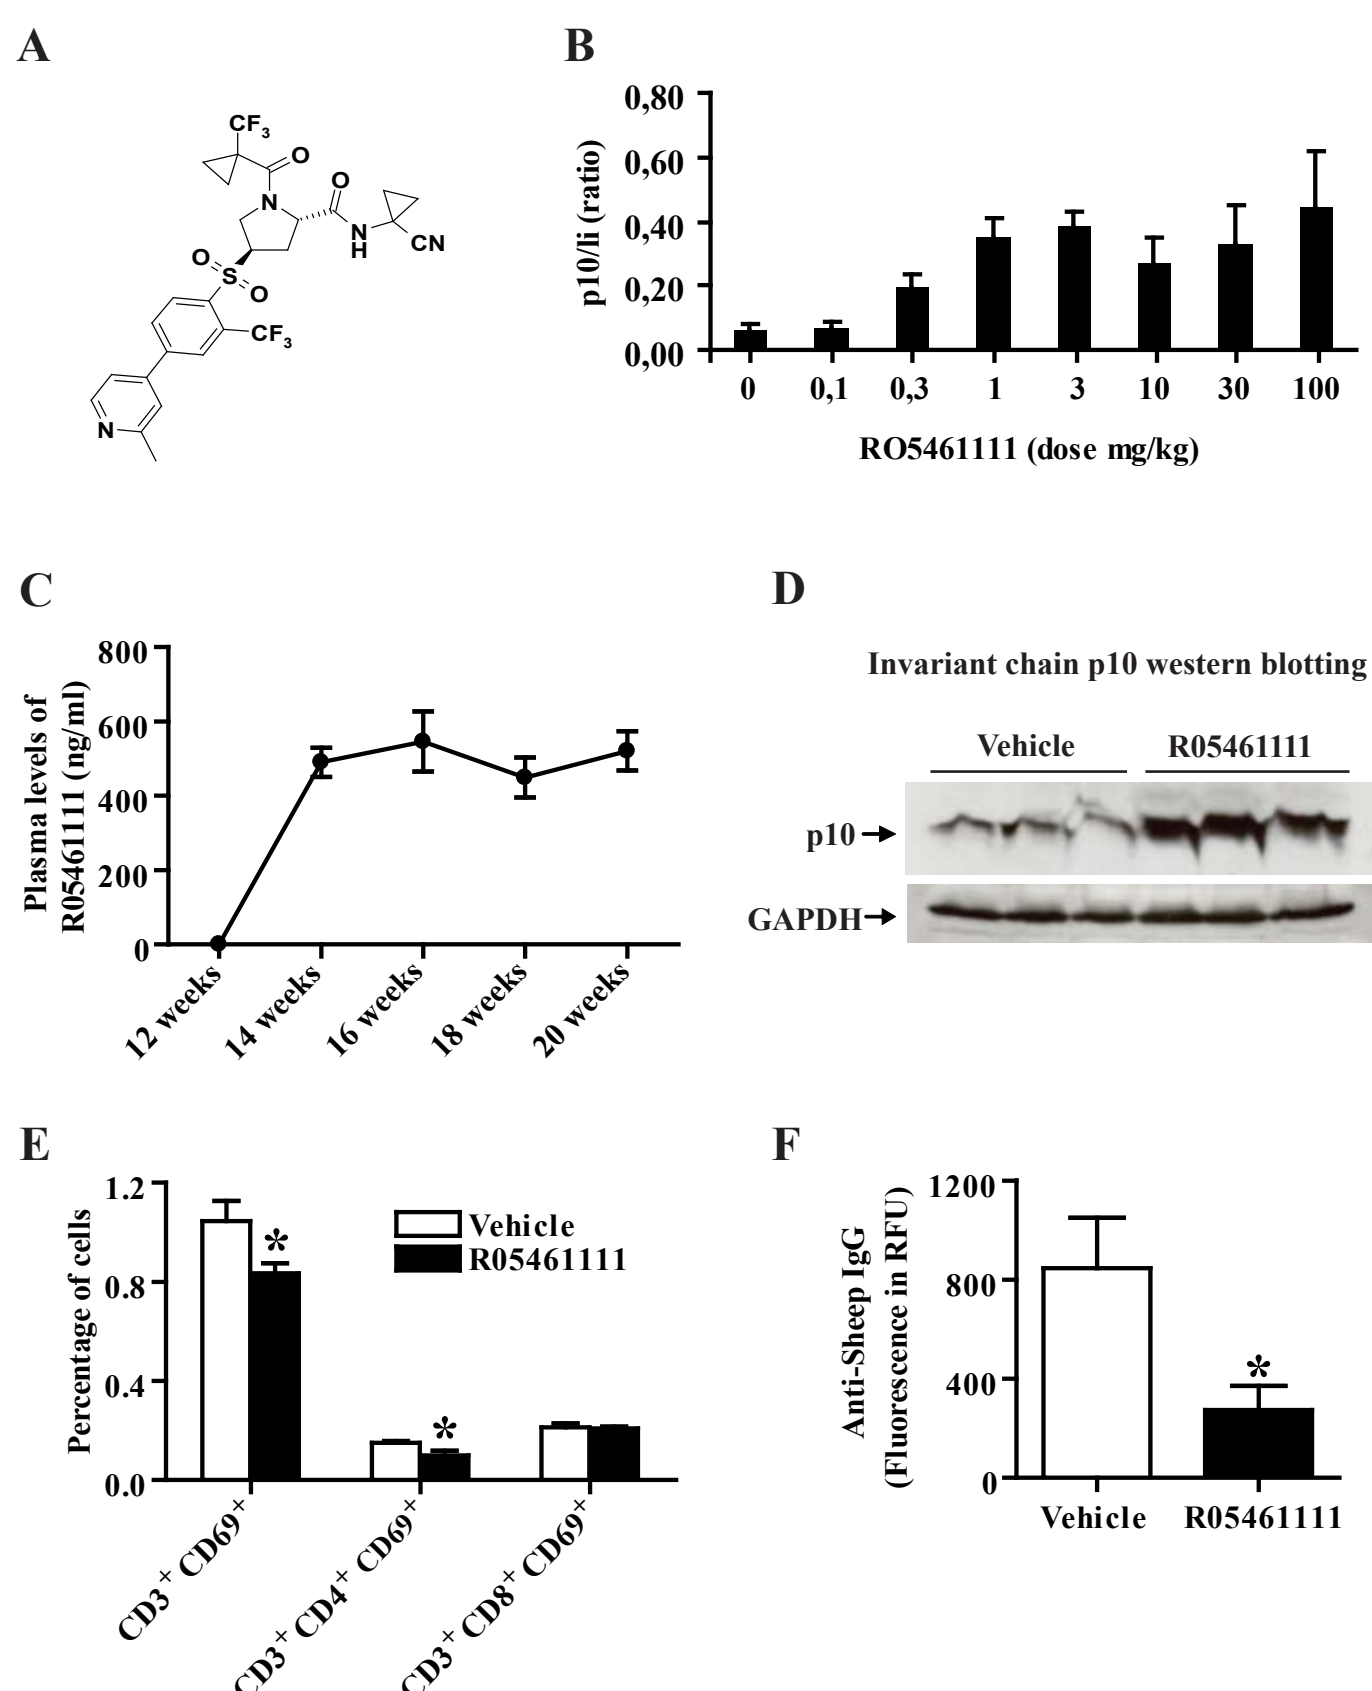 A
CF3
O
O
N
N
H
CN
O
S
O
CF3
N
B
p10/li (ratio)
0,80
0,60
0,40
0,20
0,00
0 0,1 0,3 1 3 10 30 100
RO5461111 (dose mg/kg)
C
Plasma levels of
R05461111 (ng/ml)
800
600
400
200
0
12 weeks
14 weeks
16 weeks
18 weeks
20 weeks
D
Invariant chain p10 western blotting
Vehicle R05461111
p10
GAPDH
E
Percentage of cells
1.2
0.8
0.4
0.0
*
*
Vehicle
R05461111
CD3+ CD69+
CD3+ CD4+ CD69+
CD3+ CD8+ CD69+
F
Anti-Sheep IgG
(Fluorescence in RFU)
1200
800
400
0
*
Vehicle R05461111